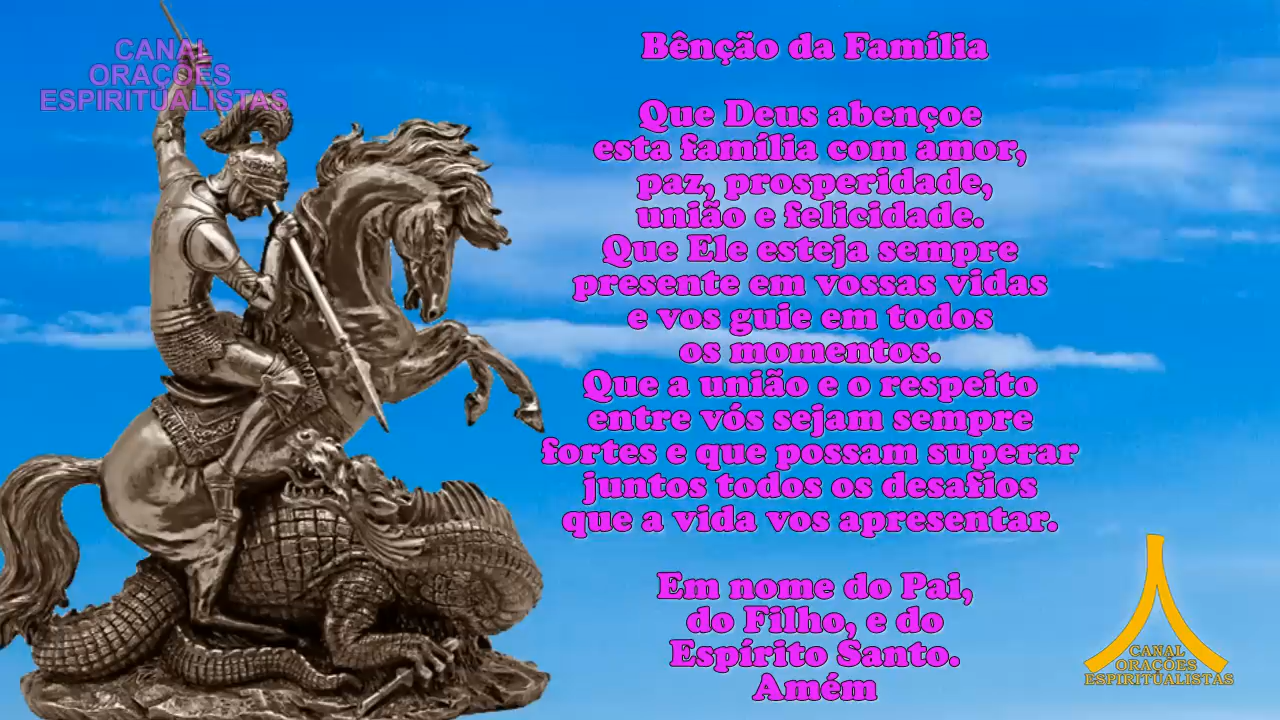 CANAL
ORAÇÕES
ESPIRITUALISTAS
Bênção da Família
Que Deus abençoe
esta família com amor,
paz, prosperidade,
união e felicidade.
Que Ele esteja sempre
presente em vossas vidas
e vos guie em todos
os momentos.
Que a união e o respeito
entre vós sejam sempre
fortes e que possam superar
juntos todos os desafios
que a vida vos apresentar.
Em nome do Pai,
do Filho, e do
Espírito Santo.
Amém
CANAL
ORAÇÕES
ESPIRITUALISTAS